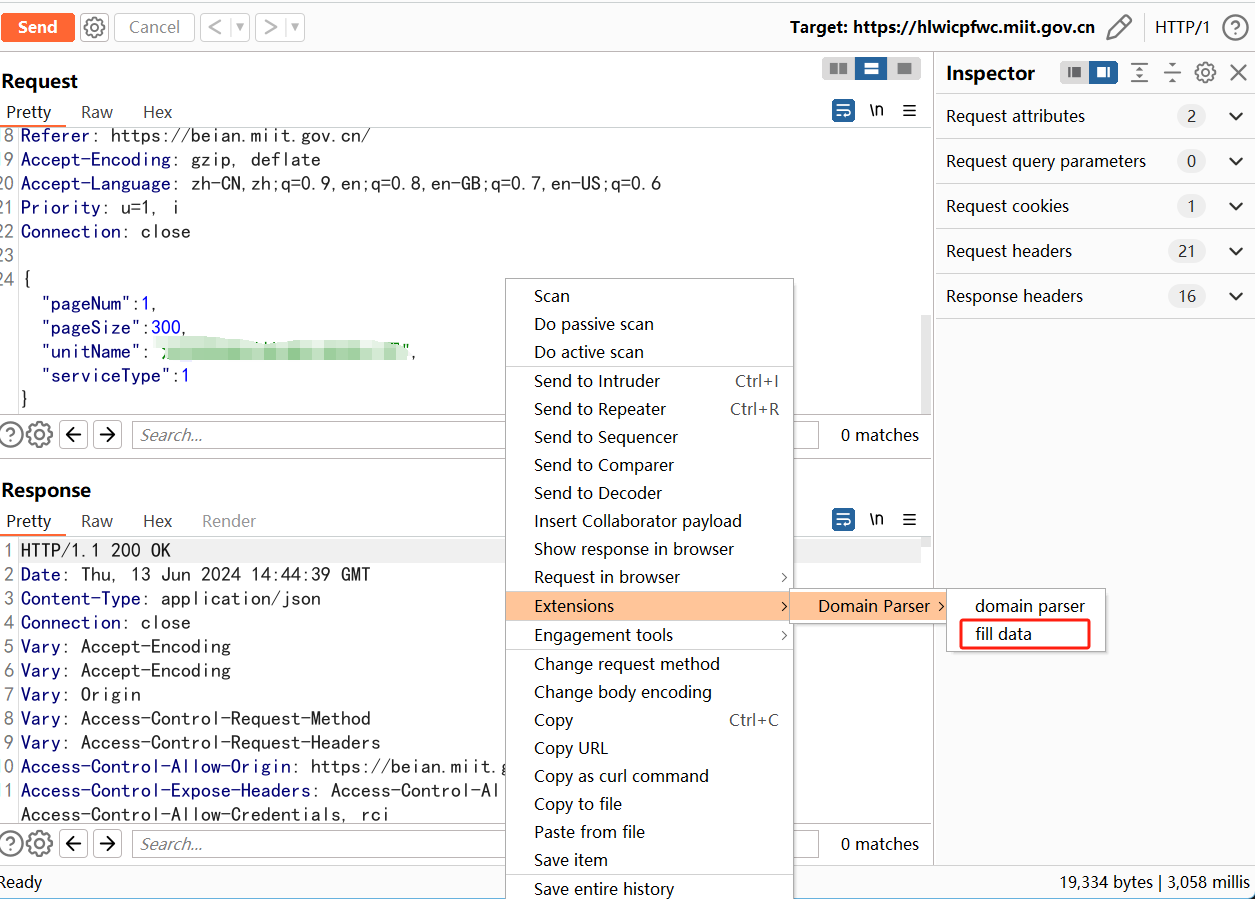 Send
Cancel
Target: https://hlwicpfwc.miit.gov.cn
HTTP/1
Request
Pretty Raw Hex
\n
18 Referer: https://beian.miit.gov.cn/
19 Accept-Encoding: gzip, deflate
20 Accept-Language: zh-CN,zh;q=0.9,en;q=0.8,en-GB;q=0.7,en-US;q=0.6
21 Priority: u=1, i
22 Connection: close
23
24 {
"pageNum":1,
"pageSize":300,
"unitName":
",
"serviceType":1
}
Search...
0 matches
Response
Pretty Raw Hex Render
\n
1 HTTP/1.1 200 OK
2 Date: Thu, 13 Jun 2024 14:44:39 GMT
3 Content-Type: application/json
4 Connection: close
5 Vary: Accept-Encoding
6 Vary: Accept-Encoding
7 Vary: Origin
8 Vary: Access-Control-Request-Method
9 Vary: Access-Control-Request-Headers
10 Access-Control-Allow-Origin: https://beian.miit.g
11 Access-Control-Expose-Headers: Access-Control-Al
Access-Control-Allow-Credentials, rci
Search...
0 matches
Ready
19,334 bytes | 3,058 millis
Scan
Do passive scan
Do active scan
Send to Intruder Ctrl+I
Send to Repeater Ctrl+R
Send to Sequencer
Send to Comparer
Send to Decoder
Insert Collaborator payload
Show response in browser
Request in browser
Extensions
Engagement tools
Change request method
Change body encoding
Copy Ctrl+C
Copy URL
Copy as curl command
Copy to file
Paste from file
Save item
Save entire history
Domain Parser
domain parser
fill data
Inspector
Request attributes 2
Request query parameters 0
Request cookies 1
Request headers 21
Response headers 16